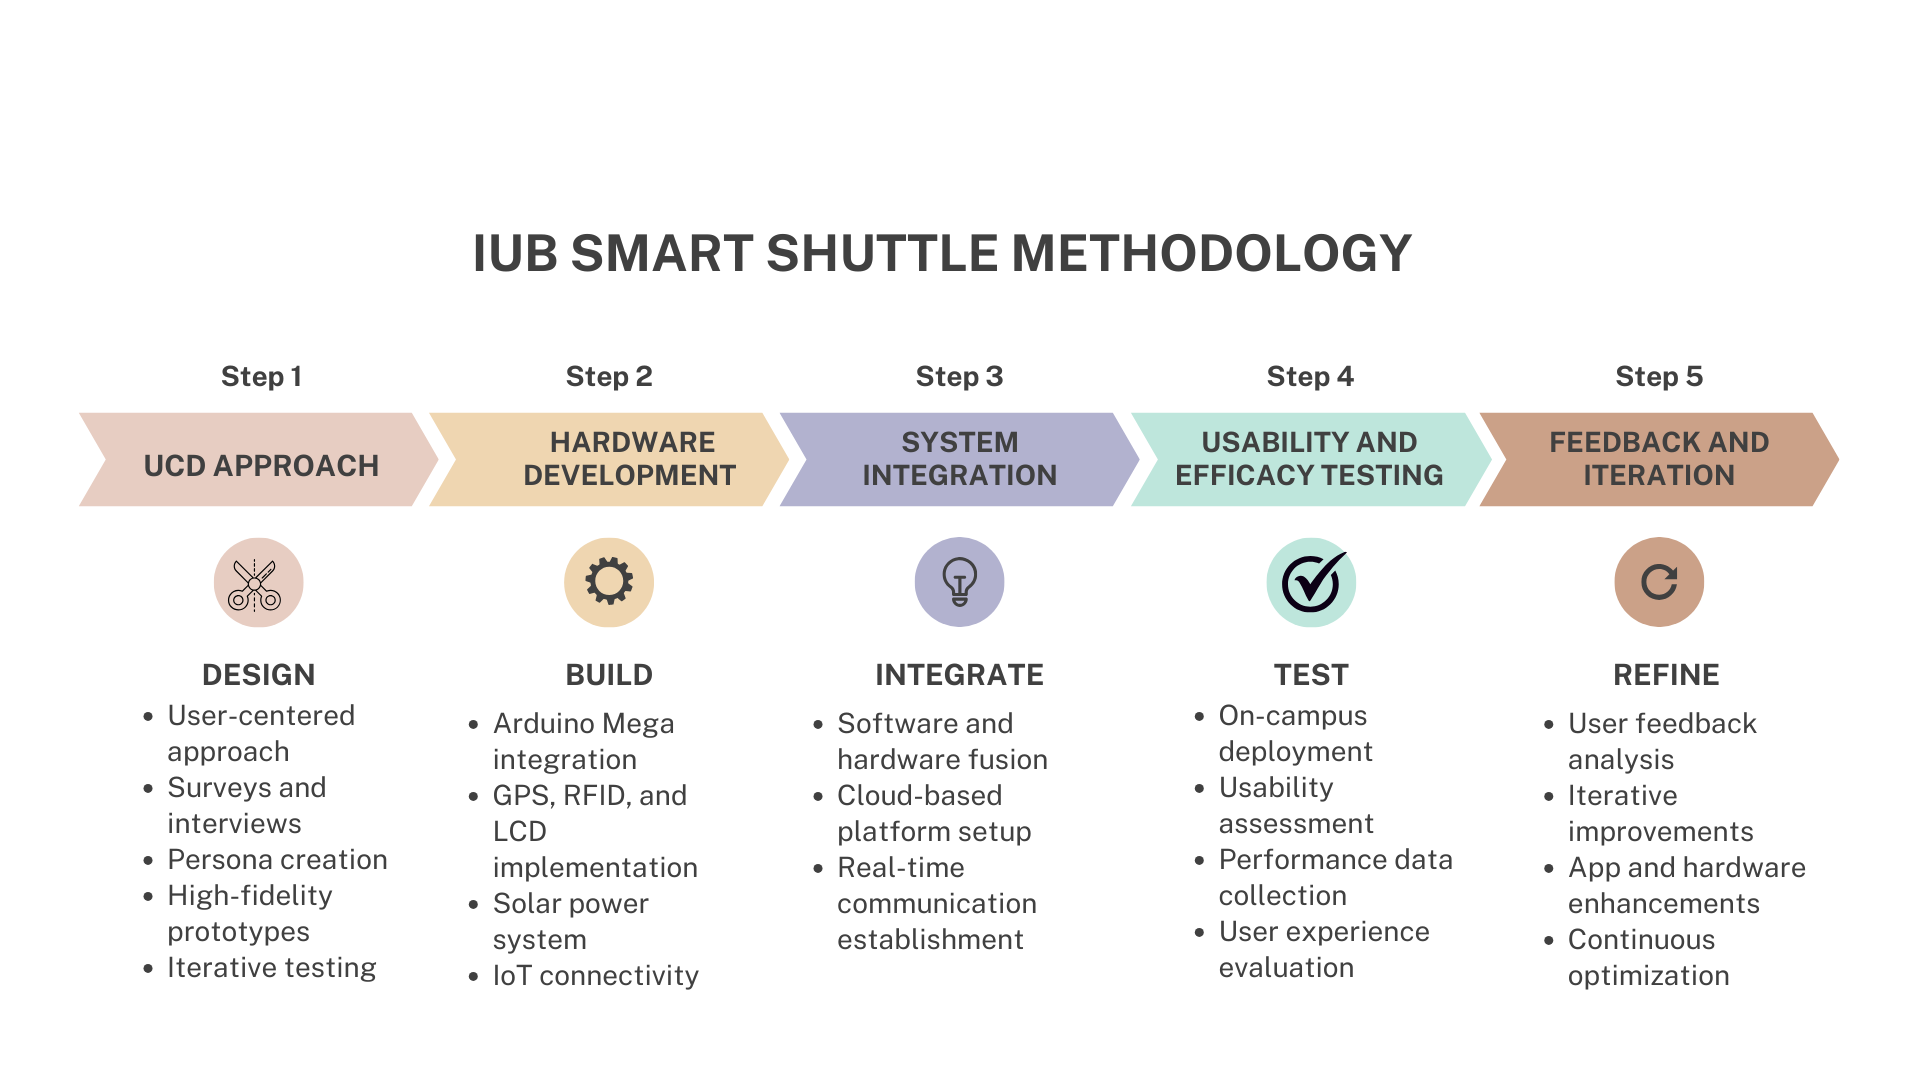 IUB SMART SHUTTLE METHODOLOGY
Step 1
UCD APPROACH
DESIGN
• User-centered
approach
• Surveys and
interviews
• Persona creation
• High-fidelity
prototypes
• Iterative testing
Step 2
HARDWARE
DEVELOPMENT
BUILD
• Arduino Mega
integration
• GPS, RFID, and
LCD
implementation
• Solar power
system
• IoT connectivity
Step 3
SYSTEM
INTEGRATION
INTEGRATE
• Software and
hardware fusion
• Cloud-based
platform setup
• Real-time
communication
establishment
Step 4
USABILITY AND
EFFICACY TESTING
TEST
• On-campus
deployment
• Usability
assessment
• Performance data
collection
• User experience
evaluation
Step 5
FEEDBACK AND
ITERATION
REFINE
• User feedback
analysis
• Iterative
improvements
• App and hardware
enhancements
• Continuous
optimization